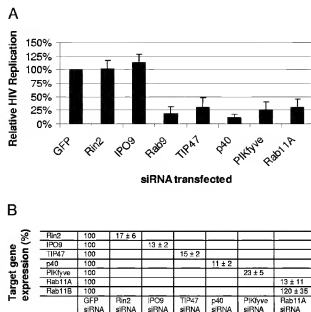 A
Relative HIV Replication
150%
125%
100%
75%
50%
25%
0%
GFP
Rin2
IPO9
Rab9
TIP47
p40
PIKfyve
Rab11A
siRNA transfected
B
Target gene
expression (%)
Rin2 100 17 ± 6
IPO9 100 13 ± 2
TIP47 100 15 ± 2
p40 100 11 ± 2
PIKfyve 100 23 ± 5
Rab11A 100 13 ± 11
Rab11B 100 120 ± 35
GFP Rin2 IPO9 TIP47 p40 PIKfyve Rab11A
siRNA siRNA siRNA siRNA siRNA siRNA siRNA